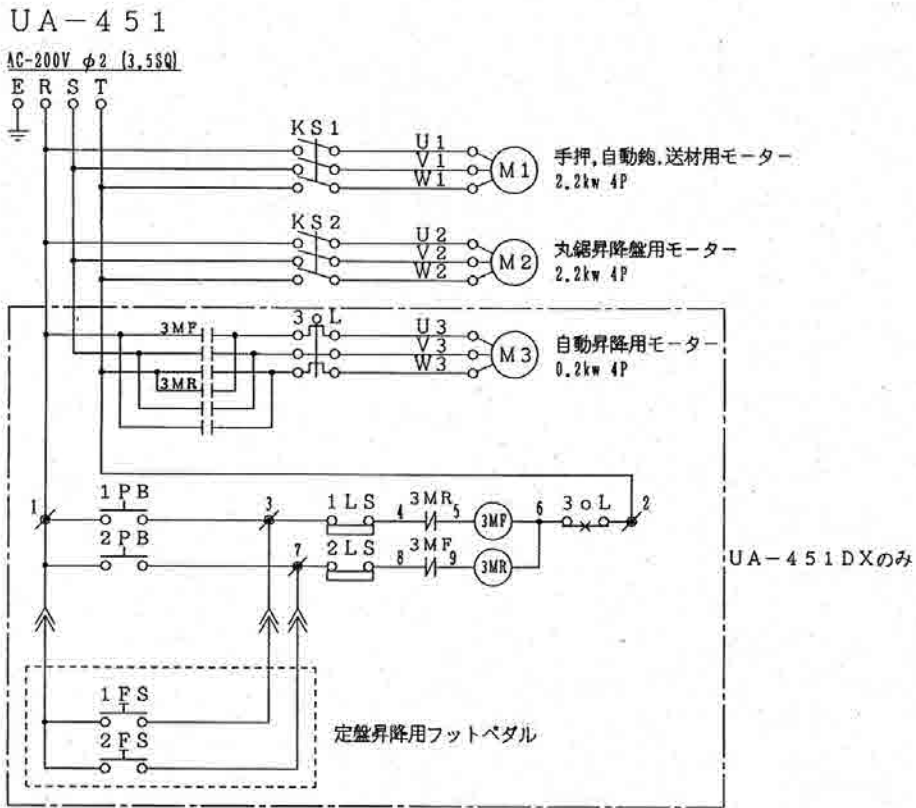 UA-451
AC-200V φ2 (3,5SQ)
E R S T
KS1
U1
V1
W1
M1
手押,自動鉋,送材用モーター
2.2kw 4P
KS2
U2
V2
W2
M2
丸鋸昇降盤用モーター
2.2kw 4P
3MF
3oL
U3
V3
W3
M3
自動昇降用モーター
0.2kw 4P
3MR
1
1PB
3
1LS
4
3MR
5
3MF
6
3oL
2
2PB
7
2LS
8
3MF
9
3MR
UA-451DXのみ
1FS
2FS
定盤昇降用フットペダル